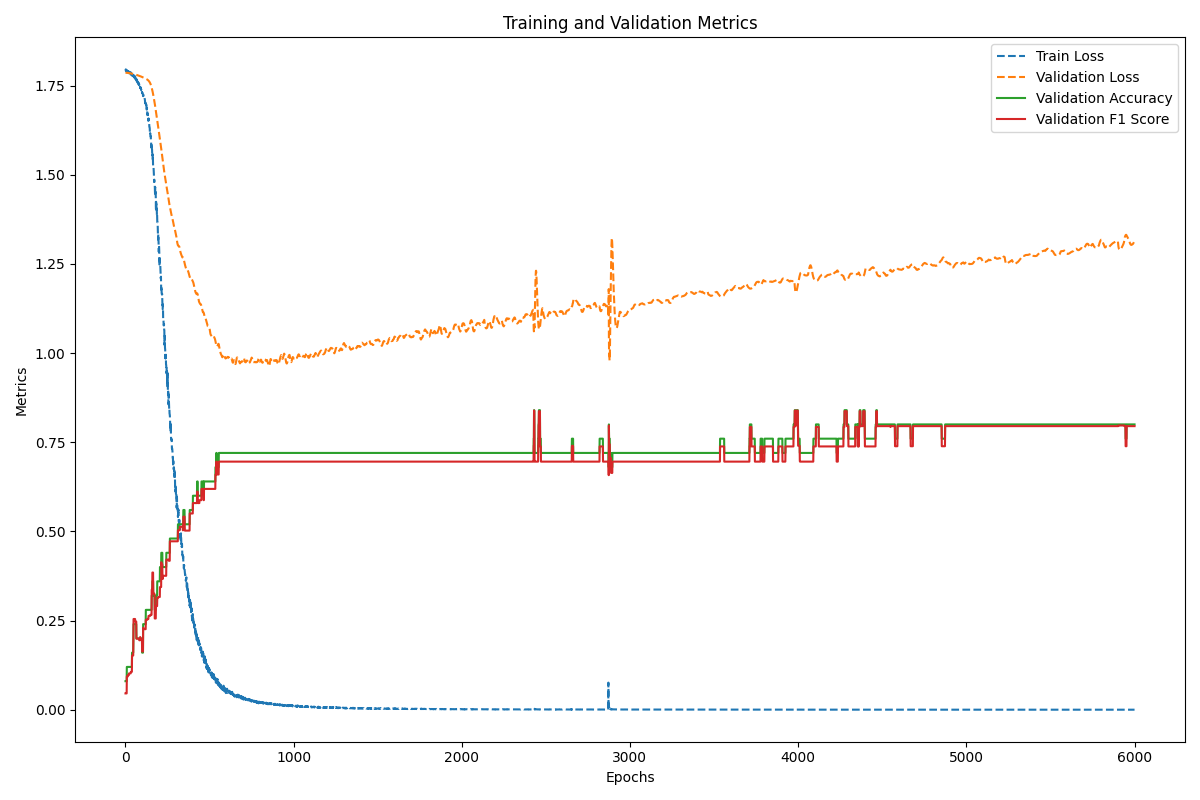 Training and Validation Metrics
Train Loss
Validation Loss
Validation Accuracy
Validation F1 Score
Metrics
1.75
1.50
1.25
1.00
0.75
0.50
0.25
0.00
0 1000 2000 3000 4000 5000 6000
Epochs